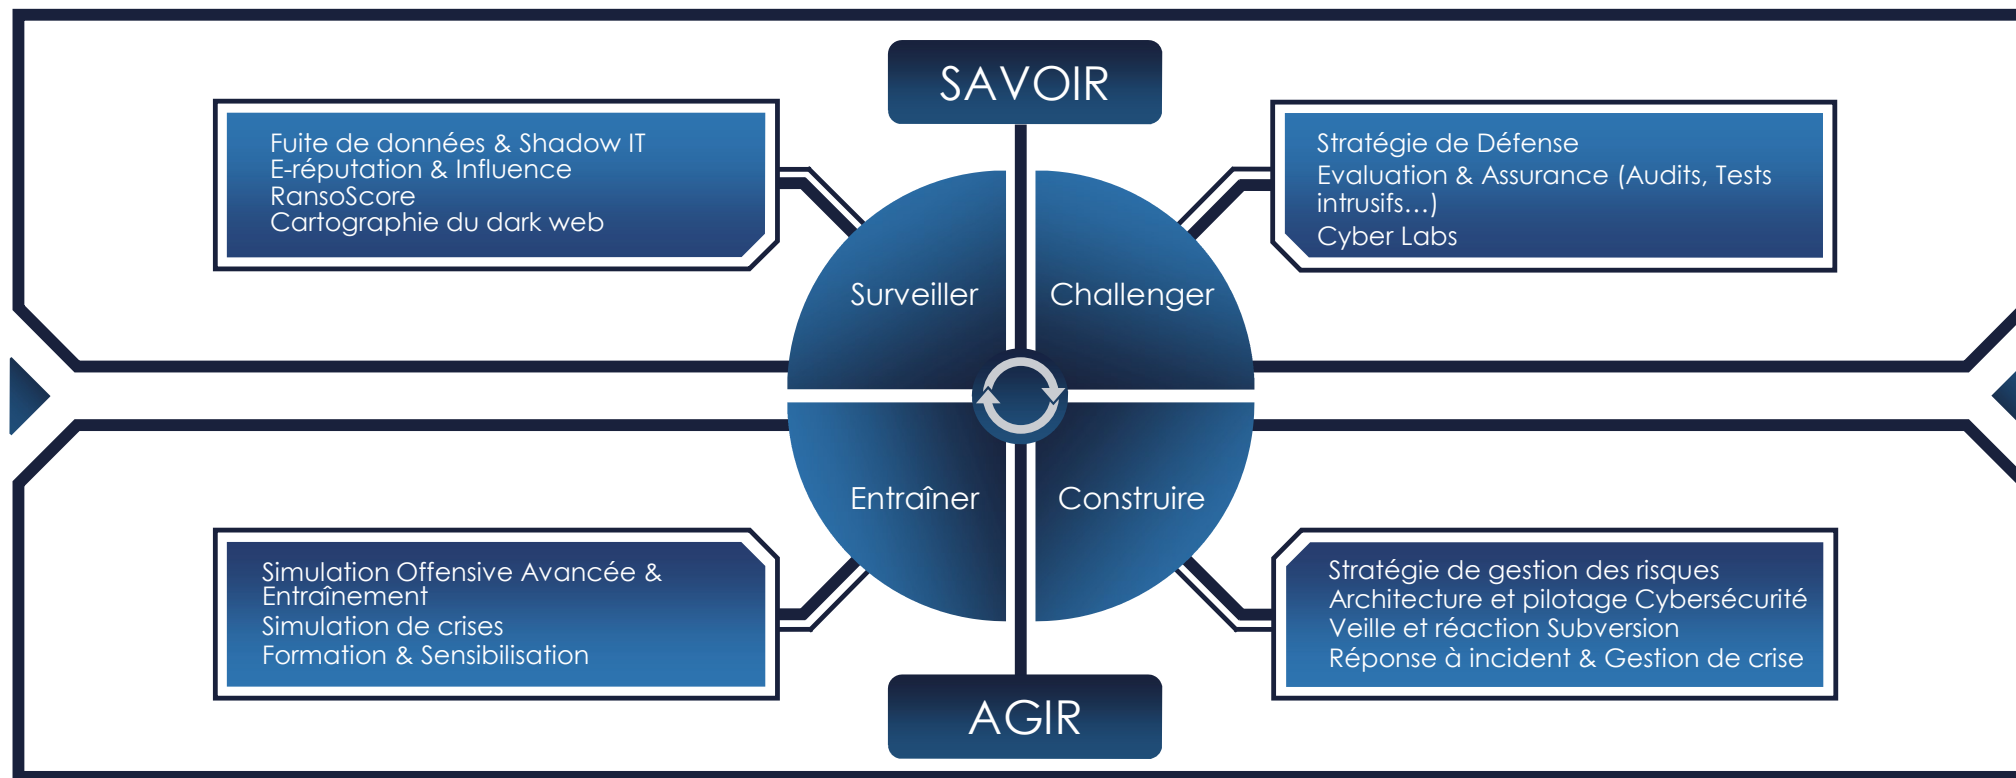 SAVOIR
Fuite de données & Shadow IT
E-réputation & Influence
RansoScore
Cartographie du dark web
Stratégie de Défense
Evaluation & Assurance (Audits, Tests
intrusifs…)
Cyber Labs
Surveiller
Challenger
Entraîner
Construire
Simulation Offensive Avancée &
Entraînement
Simulation de crises
Formation & Sensibilisation
Stratégie de gestion des risques
Architecture et pilotage Cybersécurité
Veille et réaction Subversion
Réponse à incident & Gestion de crise
AGIR